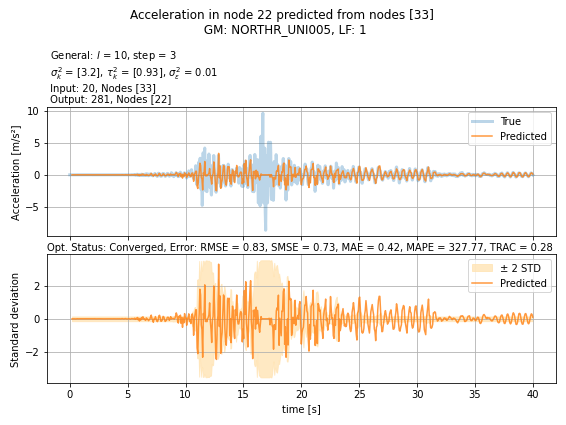 Acceleration in node 22 predicted from nodes [33]
GM: NORTHR_UNI005, LF: 1
General: l = 10, step = 3
σ²ₖ = [3.2], τ²ₖ = [0.93], σ²ε = 0.01
Input: 20, Nodes [33]
Output: 281, Nodes [22]
Acceleration [m/s²]
10
5
0
−5
True
Predicted
Opt. Status: Converged, Error: RMSE = 0.83, SMSE = 0.73, MAE = 0.42, MAPE = 327.77, TRAC = 0.28
Standard deviation
2
0
−2
± 2 STD
Predicted
0 5 10 15 20 25 30 35 40
time [s]